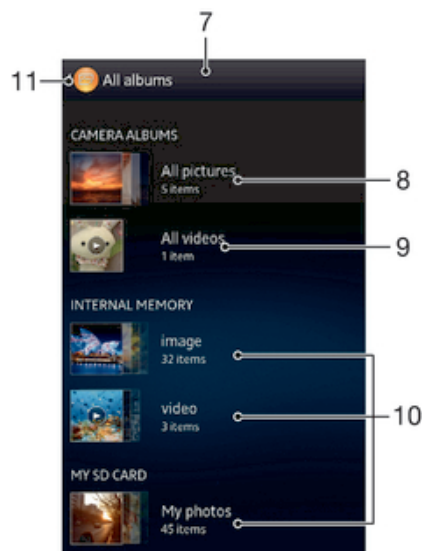 7
11
All albums
CAMERA ALBUMS
All pictures
5 items
8
All videos
1 item
9
INTERNAL MEMORY
image
32 items
video
3 items
10
MY SD CARD
My photos
45 items